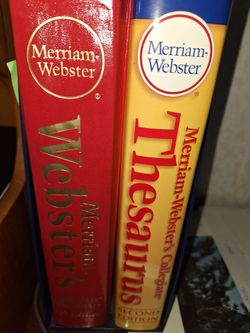 Merriam-
Webster
®
Merriam-
Webster's
Merriam-
Webster
®
Merriam-Webster's Collegiate
Thesaurus
SECOND
EDITION